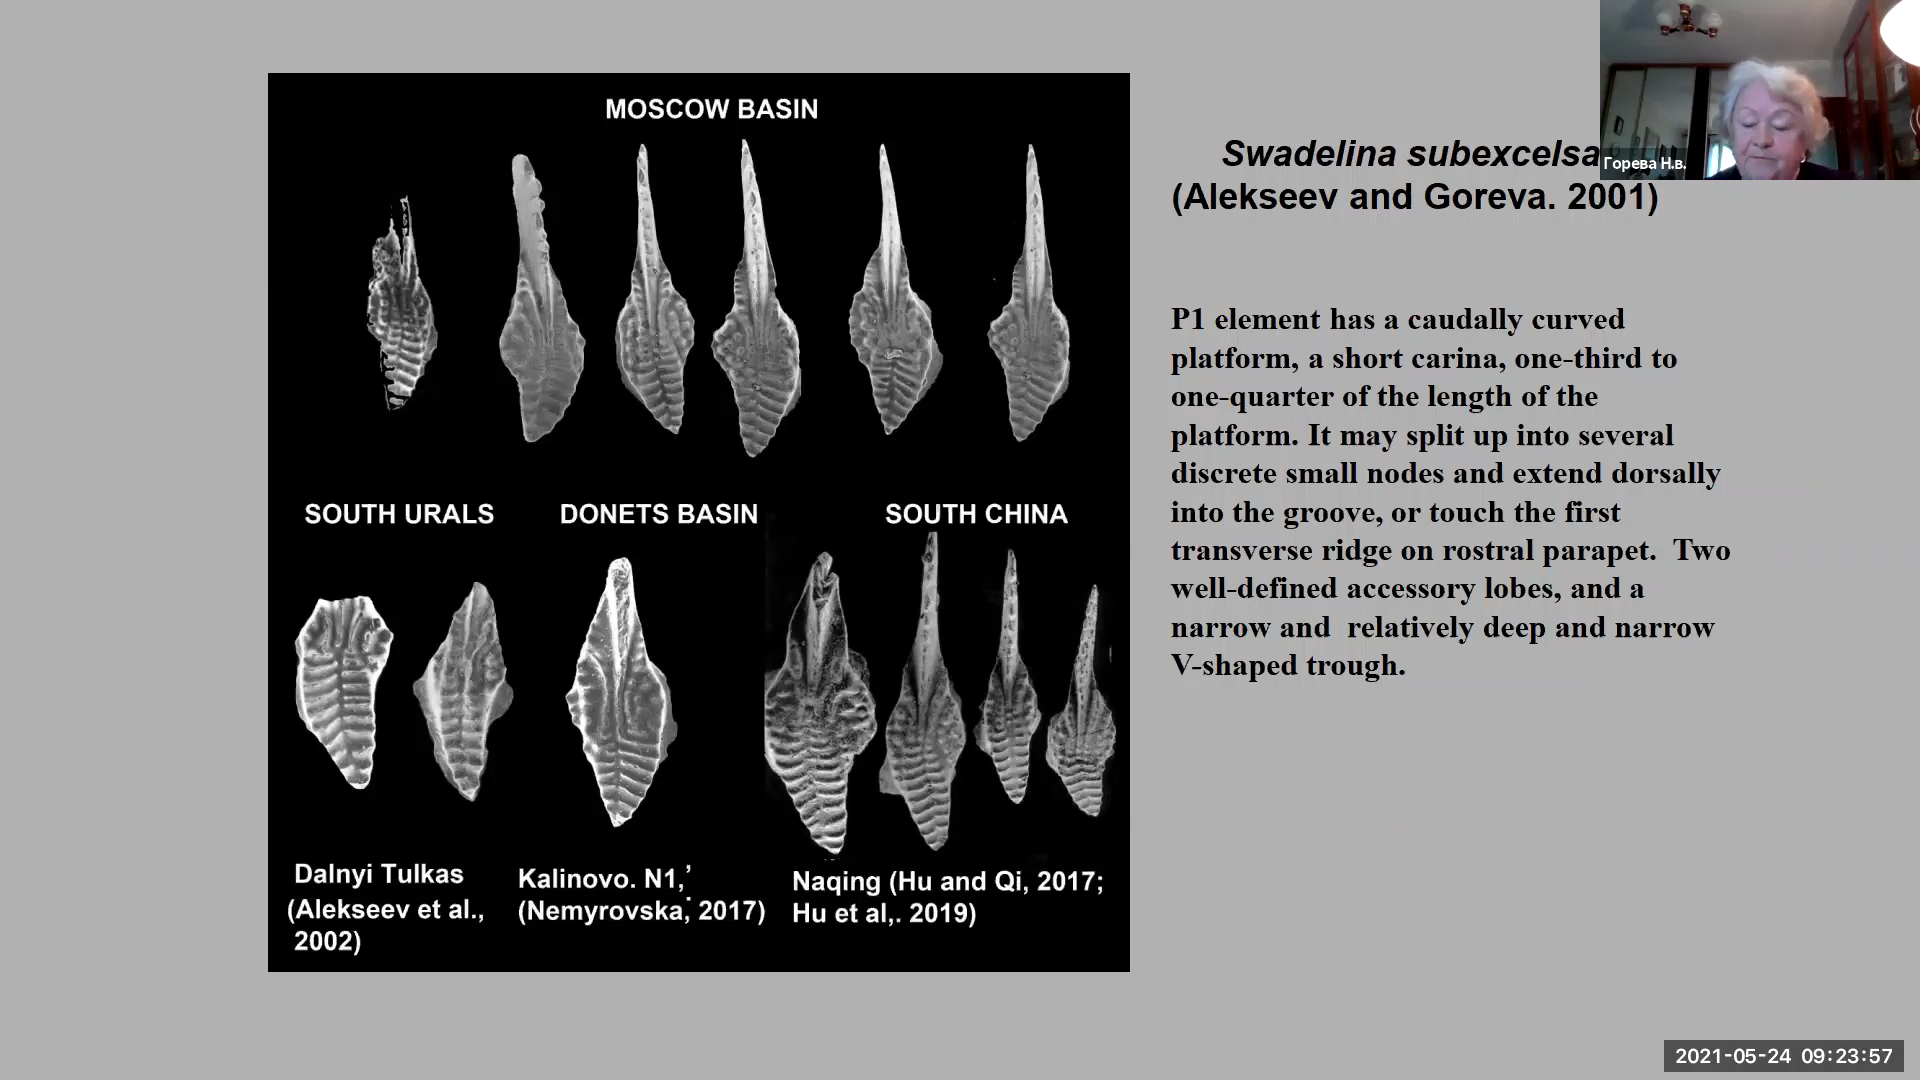 MOSCOW BASIN
SOUTH URALS
DONETS BASIN
SOUTH CHINA
Dalnyi Tulkas
(Alekseev et al.,
2002)
Kalinovo. N1,’
(Nemyrovska, 2017)
Naqing (Hu and Qi, 2017;
Hu et al,. 2019)
Swadelina subexcelsa
(Alekseev and Goreva. 2001)
P1 element has a caudally curved
platform, a short carina, one-third to
one-quarter of the length of the
platform. It may split up into several
discrete small nodes and extend dorsally
into the groove, or touch the first
transverse ridge on rostral parapet. Two
well-defined accessory lobes, and a
narrow and relatively deep and narrow
V-shaped trough.
Горева Н.в.
2021-05-24 09:23:57